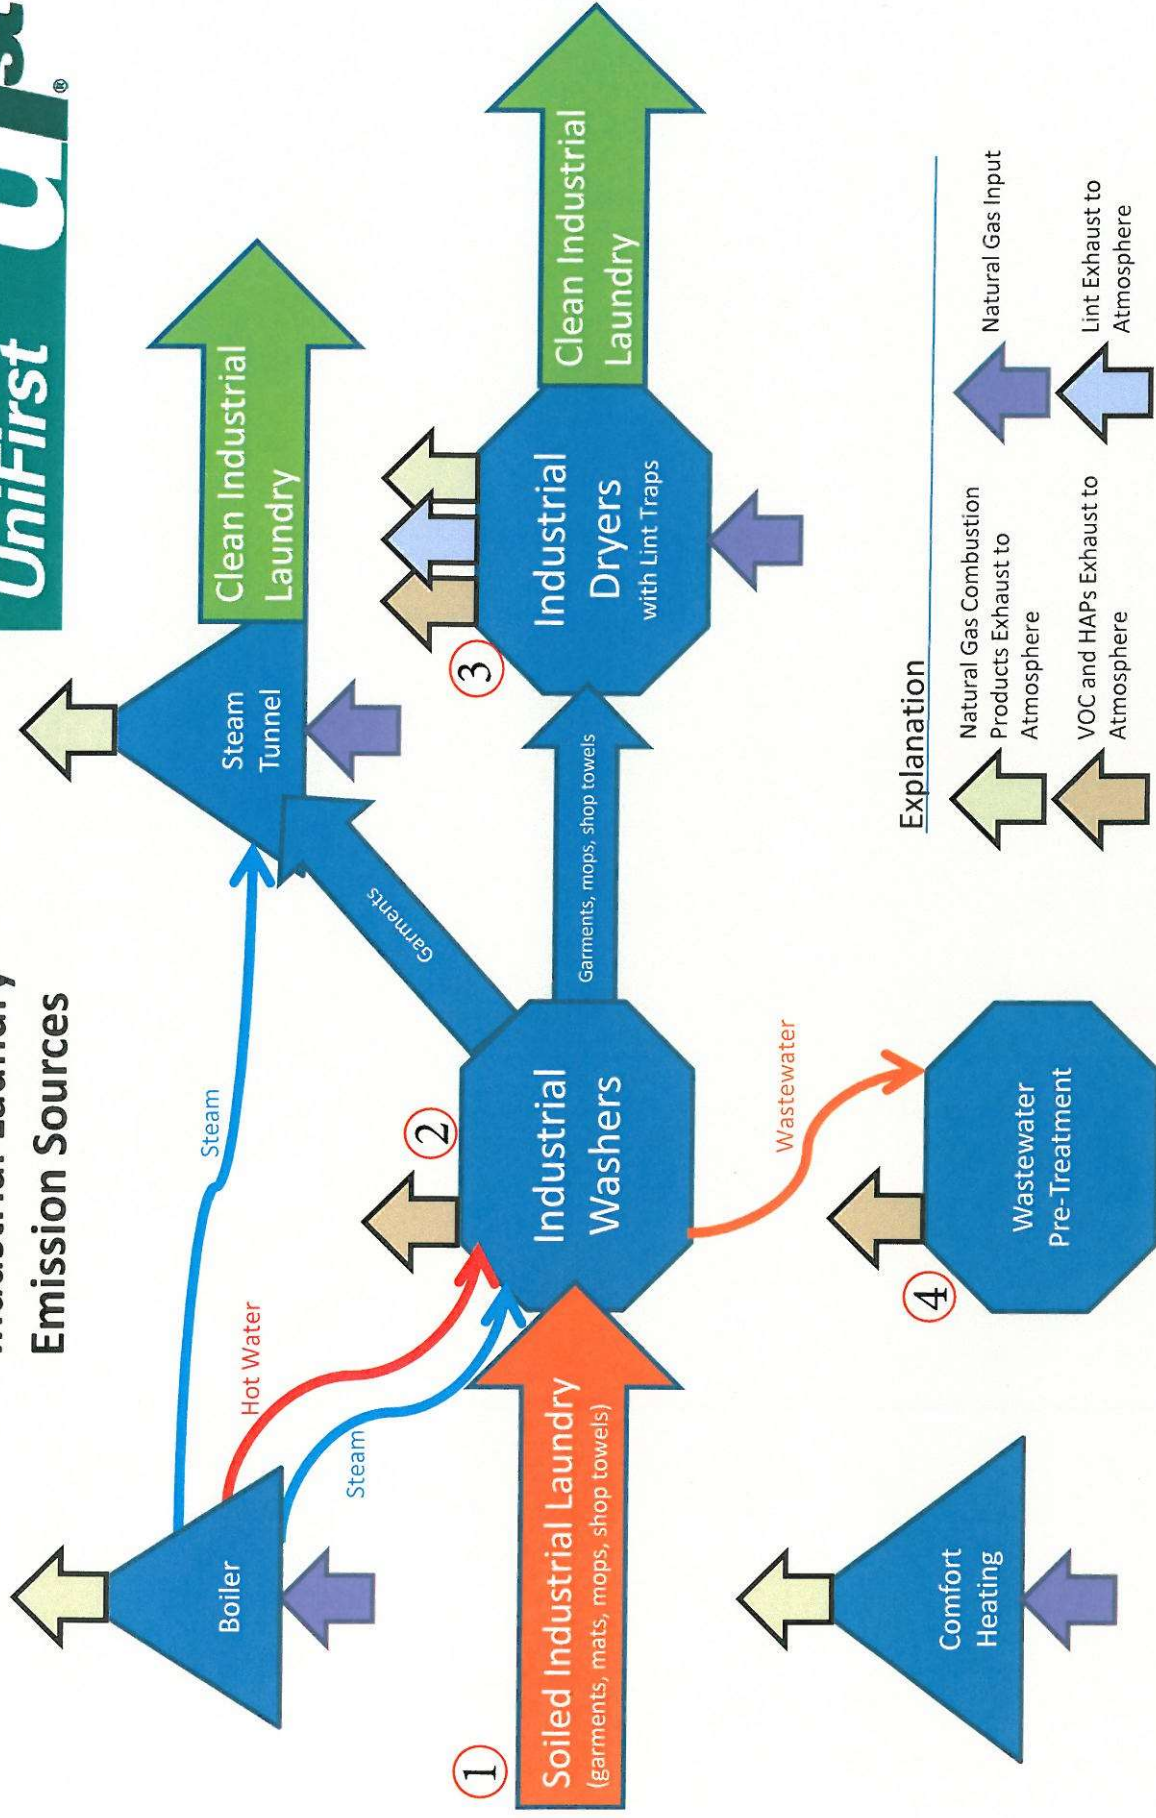 Emission Sources
UniFirst
®
Boiler
Steam
Hot Water
Steam
Steam
Tunnel
Clean Industrial
Laundry
Garments
1
Soiled Industrial Laundry
(garments, mats, mops, shop towels)
2
Industrial
Washers
Garments, mops, shop towels
3
Industrial
Dryers
with Lint Traps
Clean Industrial
Laundry
Wastewater
4
Wastewater
Pre-Treatment
Comfort
Heating
Explanation
Natural Gas Combustion
Products Exhaust to
Atmosphere
Natural Gas Input
VOC and HAPs Exhaust to
Atmosphere
Lint Exhaust to
Atmosphere